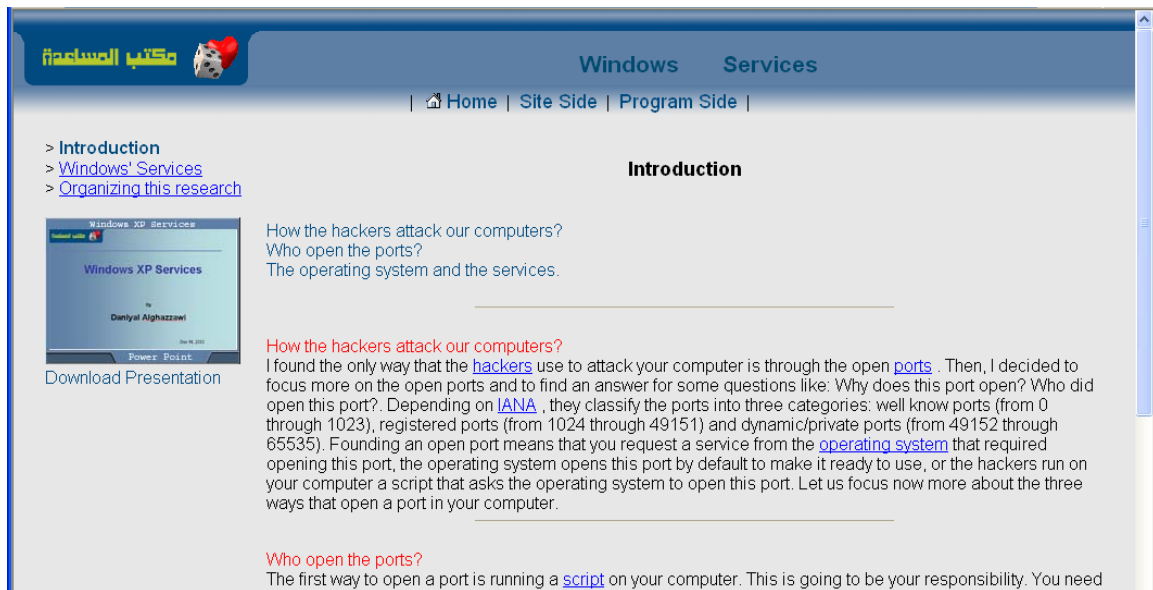 مكتب المساعدة
Windows Services
| Home | Site Side | Program Side |
> Introduction
> Windows' Services
> Organizing this research
Windows XP Services
Windows XP Services
By
Daniyal Alghazzawi
Power Point
Download Presentation
Introduction
How the hackers attack our computers?
Who open the ports?
The operating system and the services.
How the hackers attack our computers?
I found the only way that the hackers use to attack your computer is through the open ports . Then, I decided to
focus more on the open ports and to find an answer for some questions like: Why does this port open? Who did
open this port?. Depending on IANA , they classify the ports into three categories: well know ports (from 0
through 1023), registered ports (from 1024 through 49151) and dynamic/private ports (from 49152 through
65535). Founding an open port means that you request a service from the operating system that required
opening this port, the operating system opens this port by default to make it ready to use, or the hackers run on
your computer a script that asks the operating system to open this port. Let us focus now more about the three
ways that open a port in your computer.
Who open the ports?
The first way to open a port is running a script on your computer. This is going to be your responsibility. You need